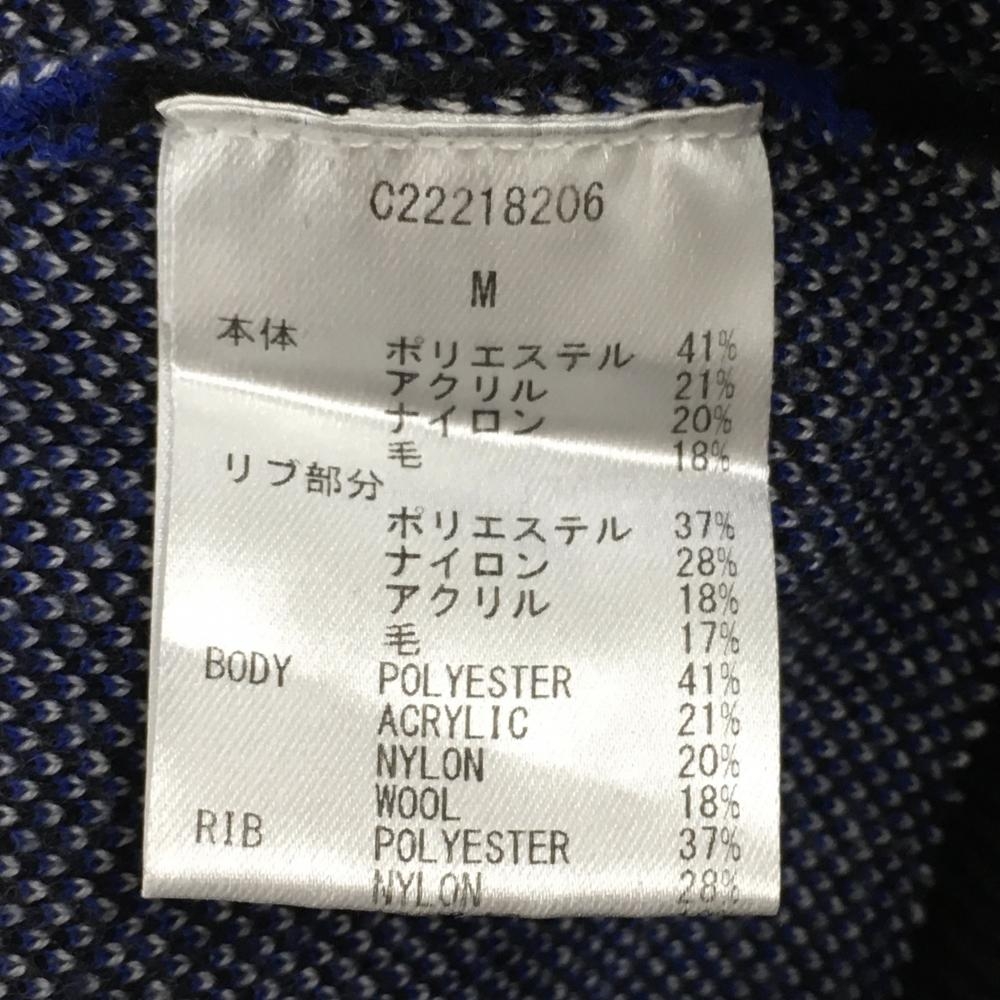 C22218206
M
本体
ポリエステル 41%
アクリル 21%
ナイロン 20%
毛 18%
リブ部分
ポリエステル 37%
ナイロン 28%
アクリル 18%
毛 17%
BODY POLYESTER 41%
ACRYLIC 21%
NYLON 20%
WOOL 18%
RIB POLYESTER 37%
NYLON 28%